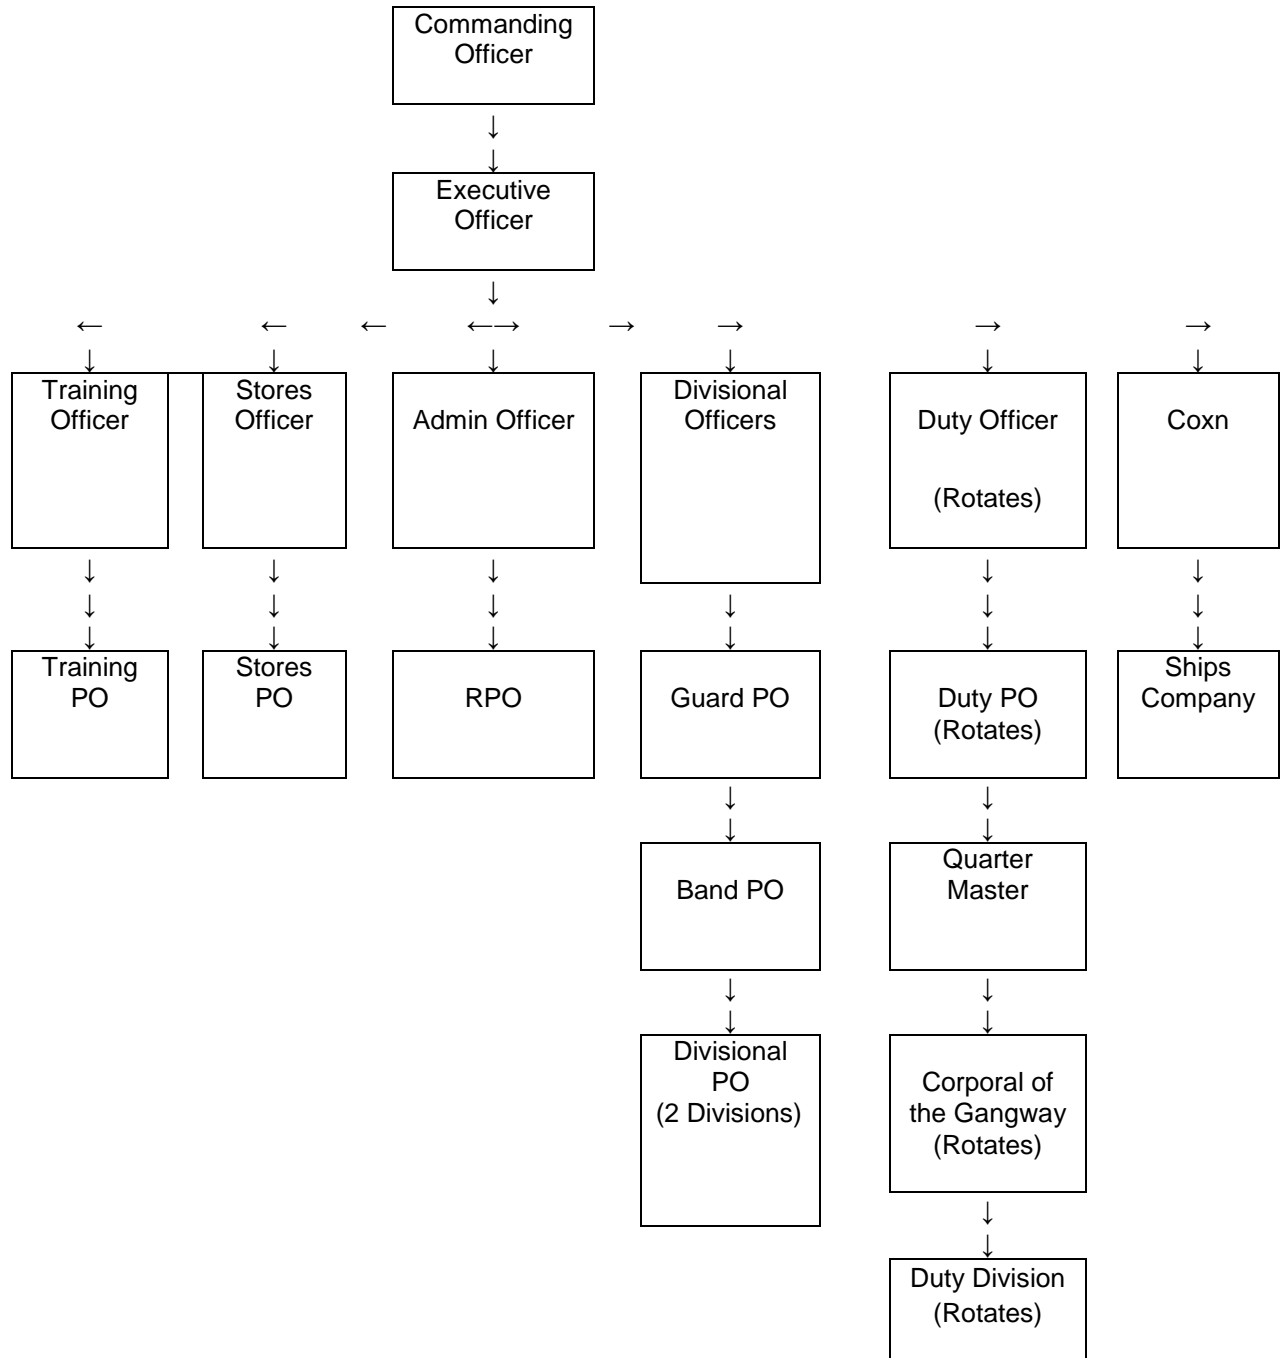 Commanding
Officer
↓
↓
Executive
Officer
↓
← ← ← ←→ → → → →
↓ ↓ ↓ ↓ ↓ ↓
Training
Officer
Stores
Officer
Admin Officer
Divisional
Officers
Duty Officer
(Rotates)
Coxn
↓ ↓ ↓ ↓ ↓ ↓
↓ ↓ ↓ ↓ ↓ ↓
↓ ↓ ↓ ↓ ↓ ↓
Training
PO
Stores
PO
RPO
Guard PO
Duty PO
(Rotates)
Ships
Company
↓ ↓
↓ ↓
Band PO
Quarter
Master
↓ ↓
↓ ↓
Divisional
PO
(2 Divisions)
Corporal of
the Gangway
(Rotates)
↓
↓
Duty Division
(Rotates)